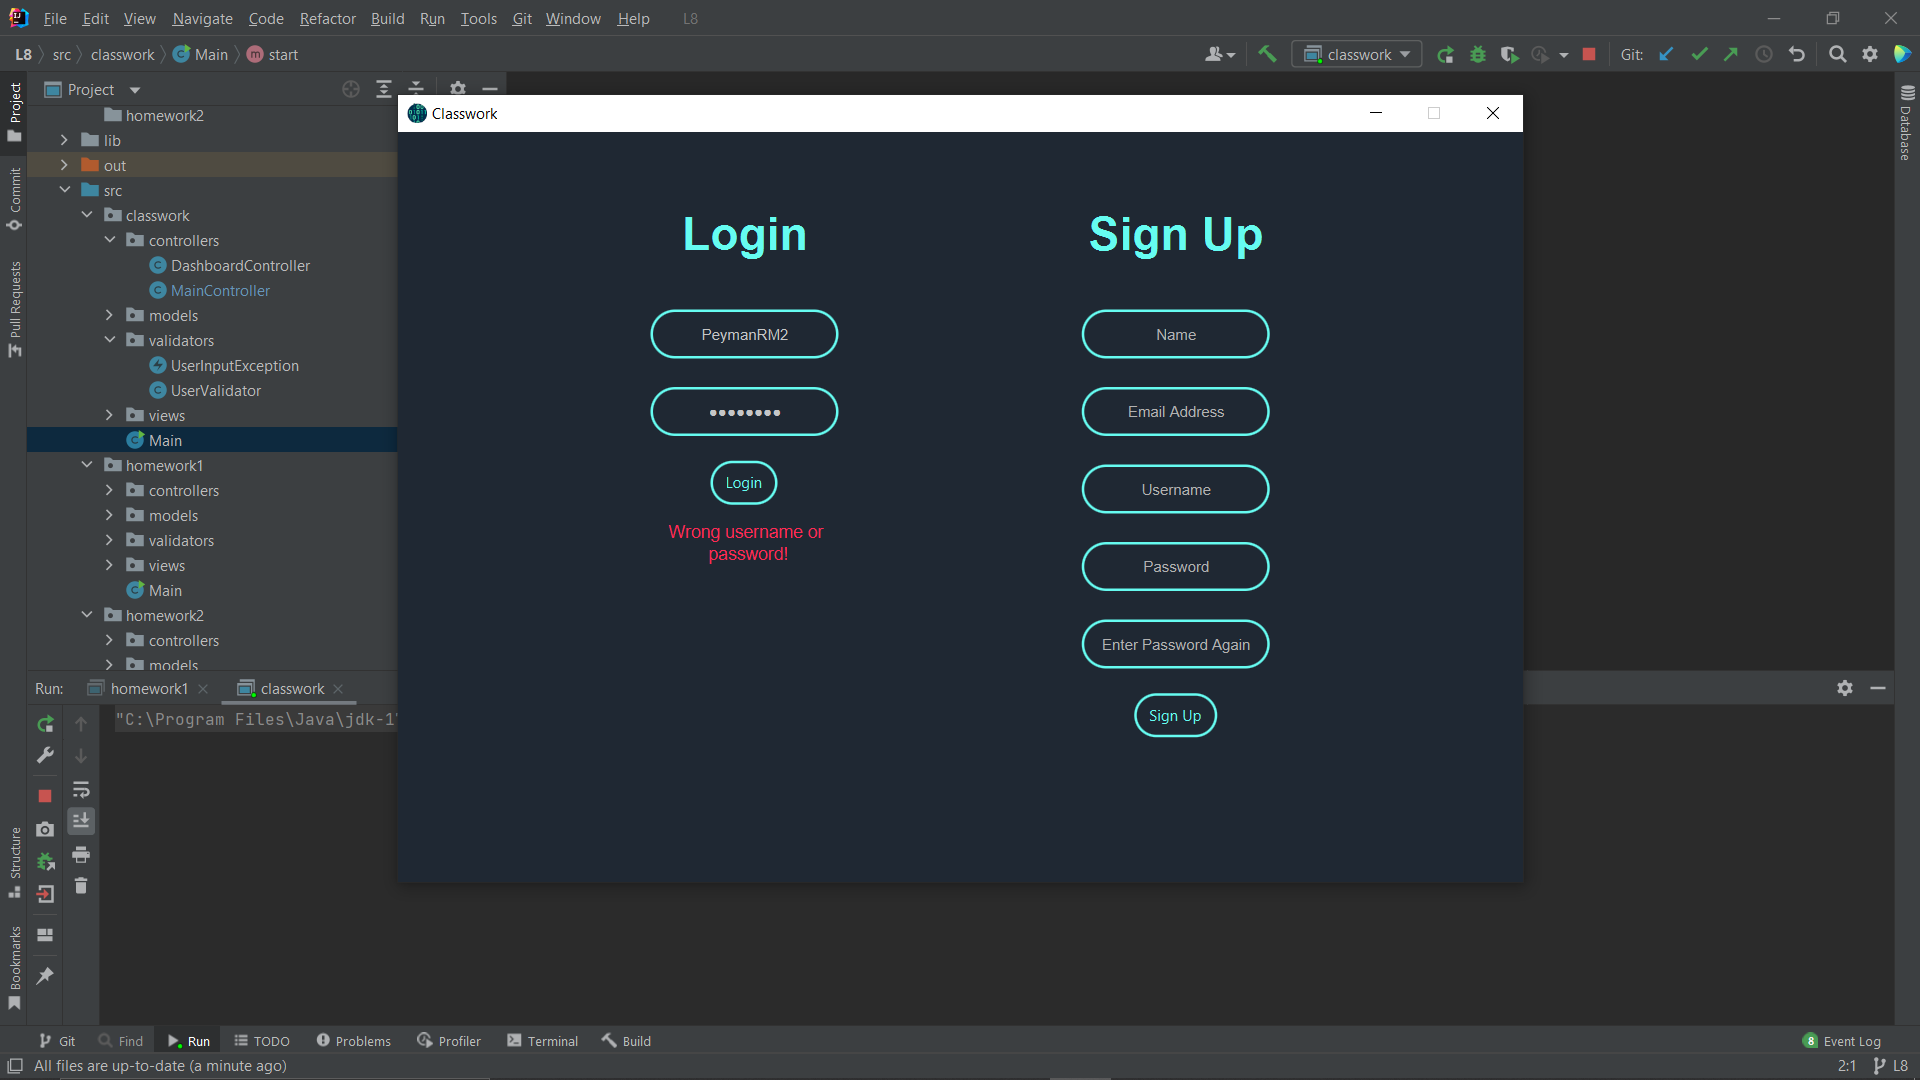 File Edit View Navigate Code Refactor Build Run Tools Git Window Help L8
L8 src classwork Main start
classwork
Git:
Project
Commit
Pull Requests
Structure
Bookmarks
Database
Project
homework2
lib
out
src
classwork
controllers
DashboardController
MainController
models
validators
UserInputException
UserValidator
views
Main
homework1
controllers
models
validators
views
Main
homework2
controllers
models
Classwork
Login
PeymanRM2
••••••••
Login
Wrong username or
password!
Sign Up
Name
Email Address
Username
Password
Enter Password Again
Sign Up
Run: homework1 classwork
"C:\Program Files\Java\jdk-1
Git Find Run TODO Problems Profiler Terminal Build
8 Event Log
All files are up-to-date (a minute ago)
2:1 L8